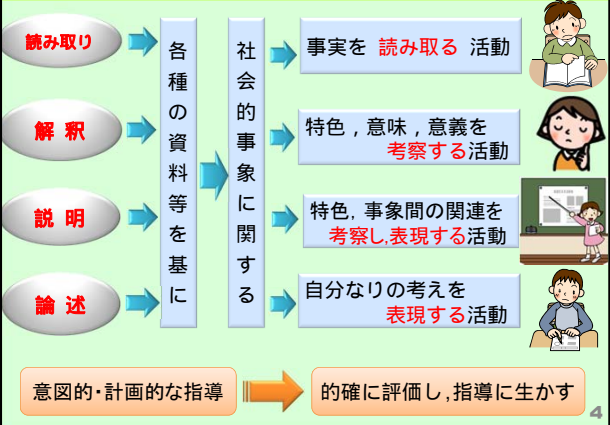 読み取り
解 釈
説 明
論 述
各種の資料等を基に
社会的事象に関する
事実を 読み取る 活動
特色，意味，意義を
考察する活動
特色, 事象間の関連を
考察し,表現する活動
自分なりの考えを
表現する活動
意図的・計画的な指導
的確に評価し,指導に生かす
4